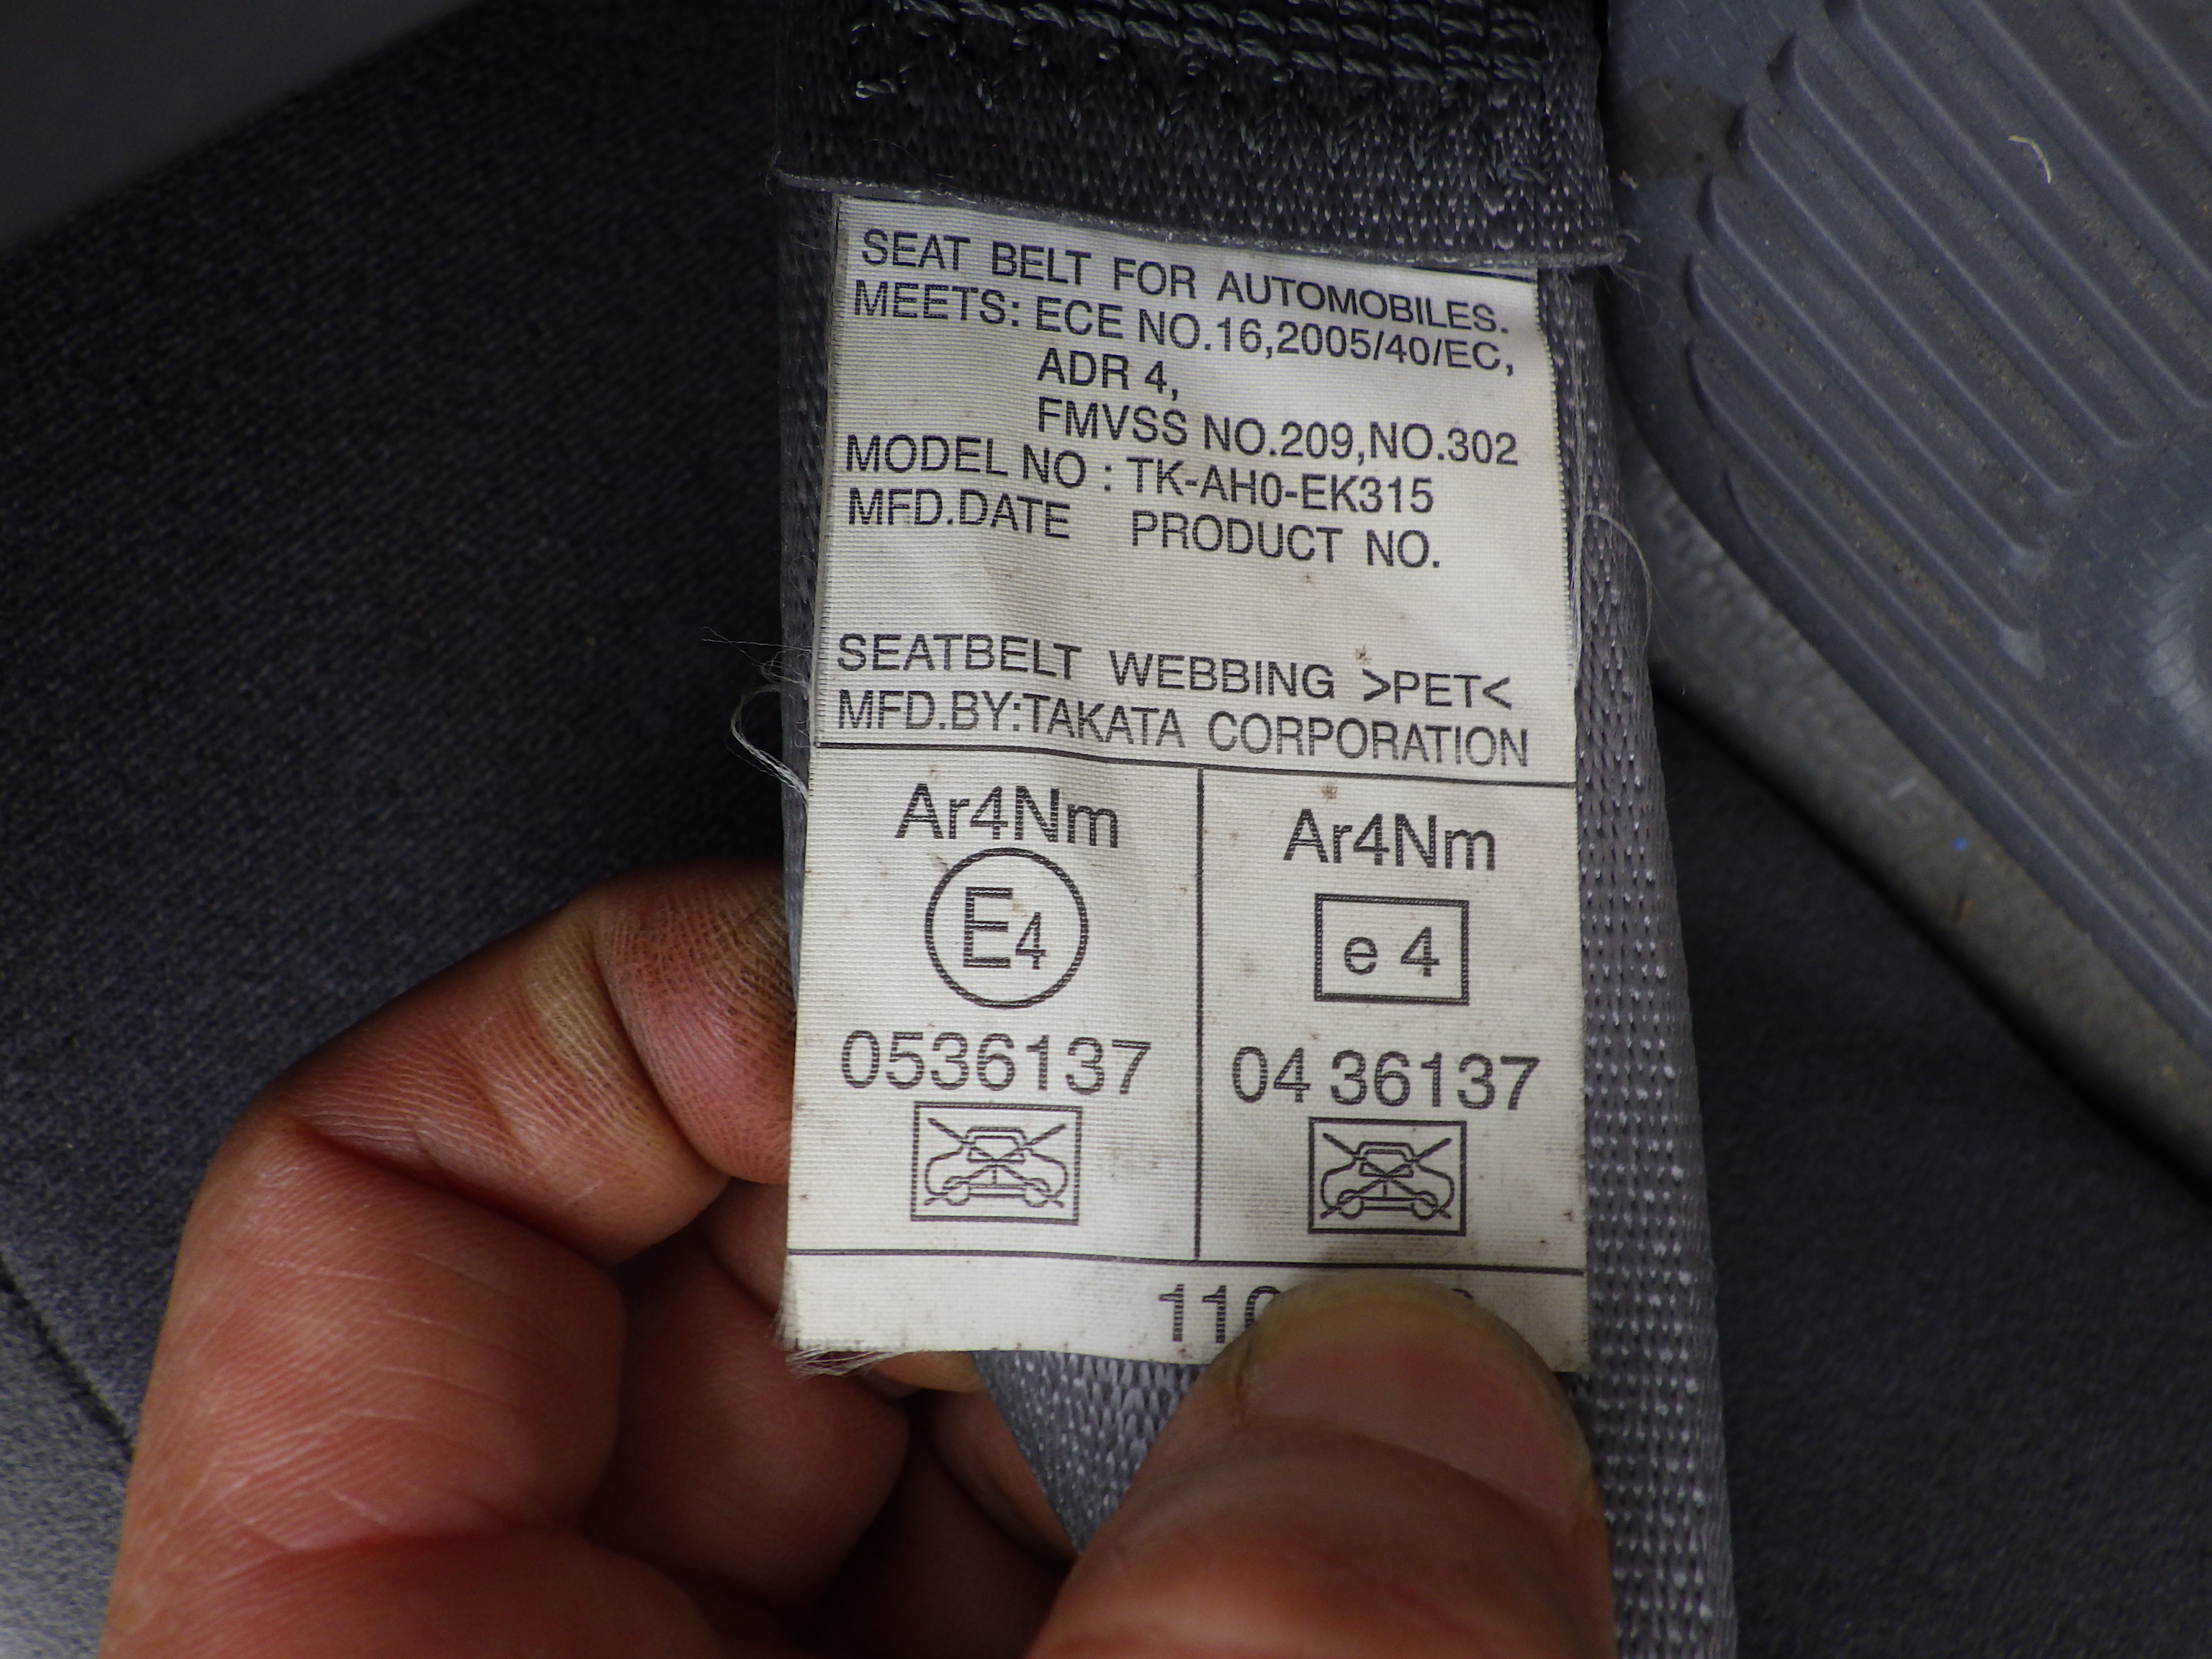 SEAT BELT FOR AUTOMOBILES.
MEETS: ECE NO.16,2005/40/EC,
ADR 4,
FMVSS NO.209,NO.302
MODEL NO : TK-AH0-EK315
MFD.DATE PRODUCT NO.
SEATBELT WEBBING >PET<
MFD.BY:TAKATA CORPORATION
Ar4Nm
E4
0536137
Ar4Nm
e 4
04 36137